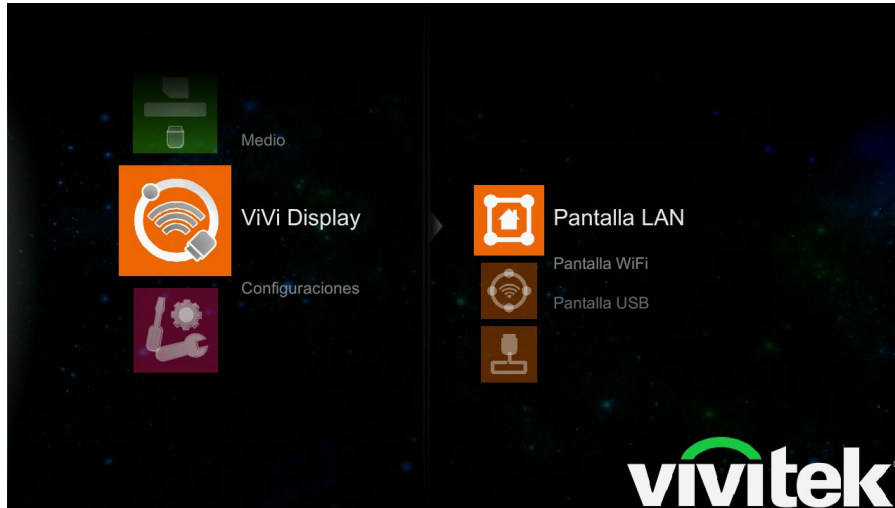 Medio
ViVi Display
Configuraciones
Pantalla LAN
Pantalla WiFi
Pantalla USB
vivitek